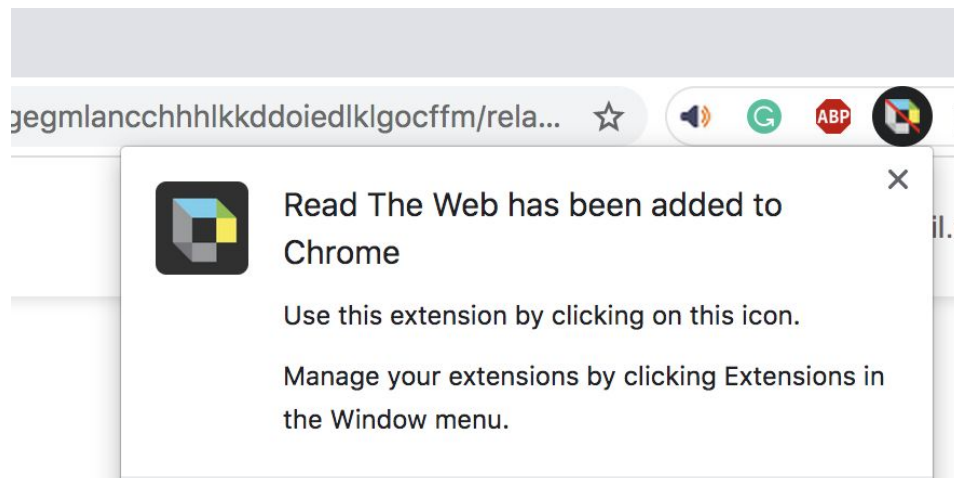 gegmlancchhhlkkddoiedlklgocffm/rela...
G
ABP
Read The Web has been added to
Chrome
il.
Use this extension by clicking on this icon.
Manage your extensions by clicking Extensions in
the Window menu.